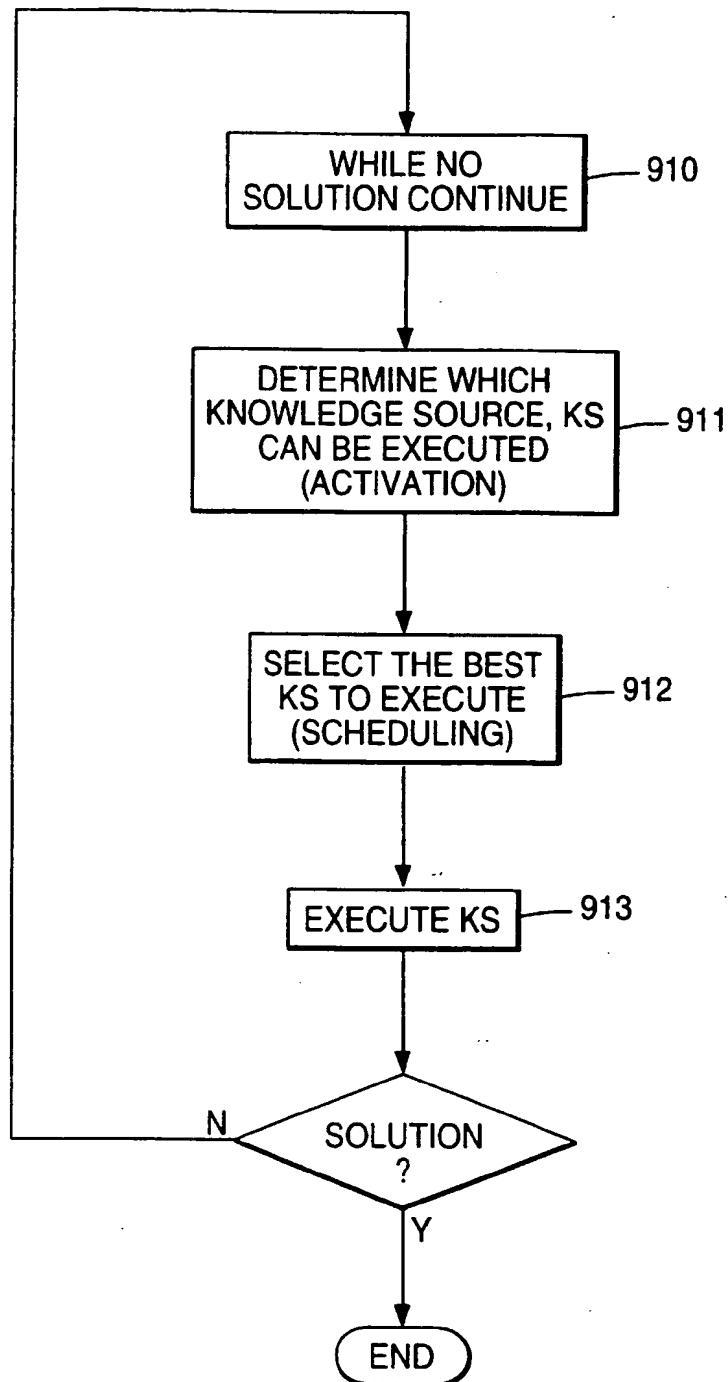 WHILE NO
SOLUTION CONTINUE
910
DETERMINE WHICH
KNOWLEDGE SOURCE, KS
CAN BE EXECUTED
(ACTIVATION)
911
SELECT THE BEST
KS TO EXECUTE
(SCHEDULING)
912
EXECUTE KS
913
SOLUTION
?
N
Y
END